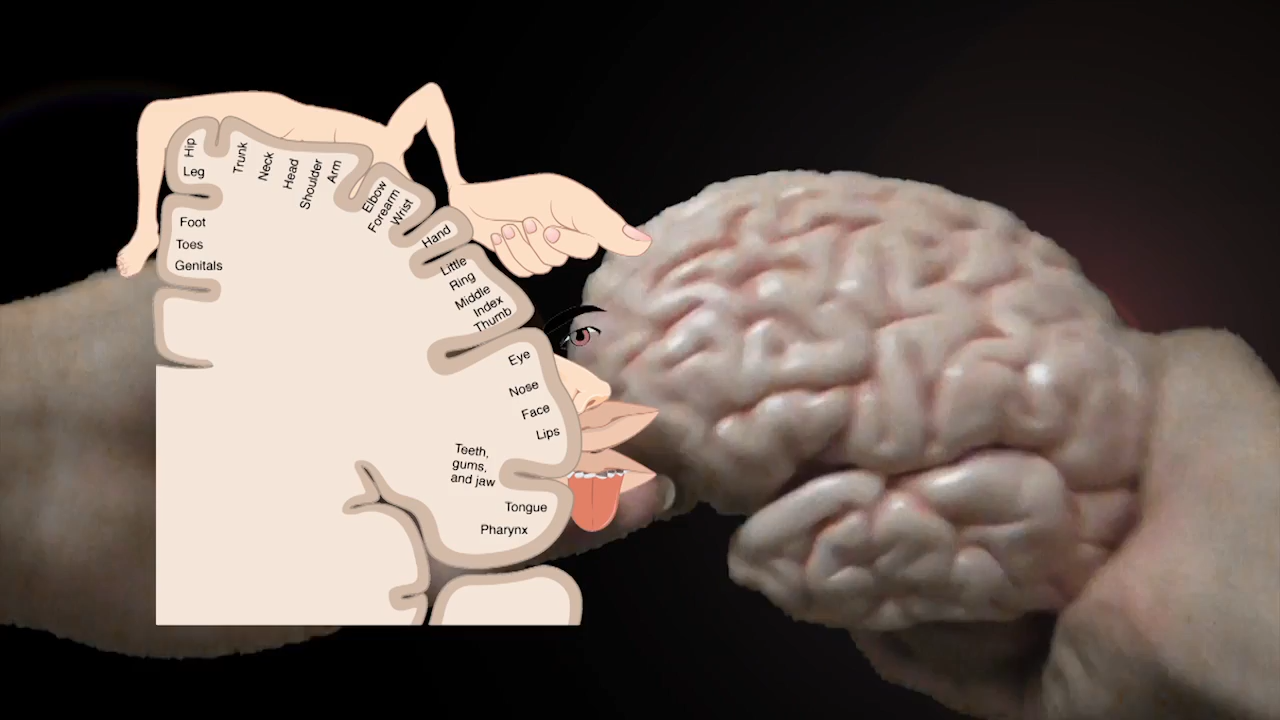 Hip
Leg
Foot
Toes
Genitals
Trunk
Neck
Head
Shoulder
Arm
Elbow
Forearm
Wrist
Hand
Little
Ring
Middle
Index
Thumb
Eye
Nose
Face
Lips
Teeth,
gums,
and jaw
Tongue
Pharynx